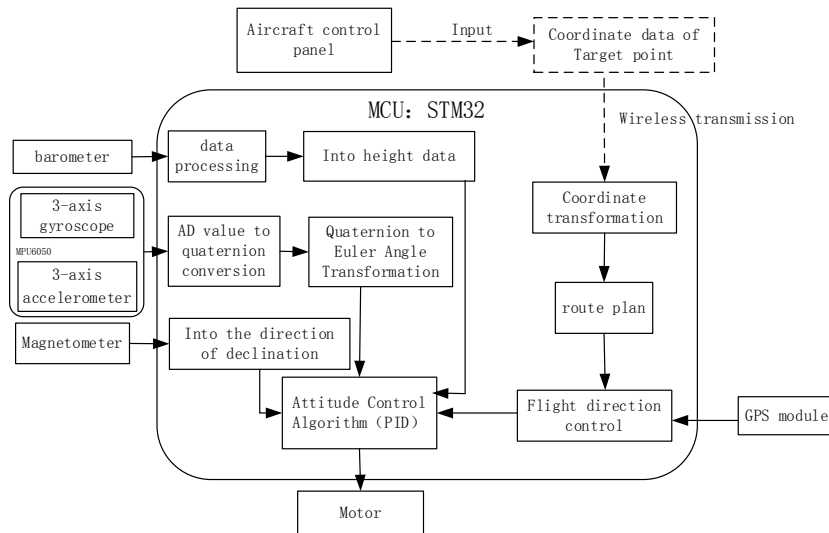 Aircraft control
panel
Input
Coordinate data of
Target point
MCU: STM32
Wireless transmission
barometer
data
processing
Into height data
3-axis
gyroscope
MPU6050
3-axis
accelerometer
AD value to
quaternion
conversion
Quaternion to
Euler Angle
Transformation
Coordinate
transformation
route plan
Magnetometer
Into the direction
of declination
Attitude Control
Algorithm (PID)
Flight direction
control
GPS module
Motor